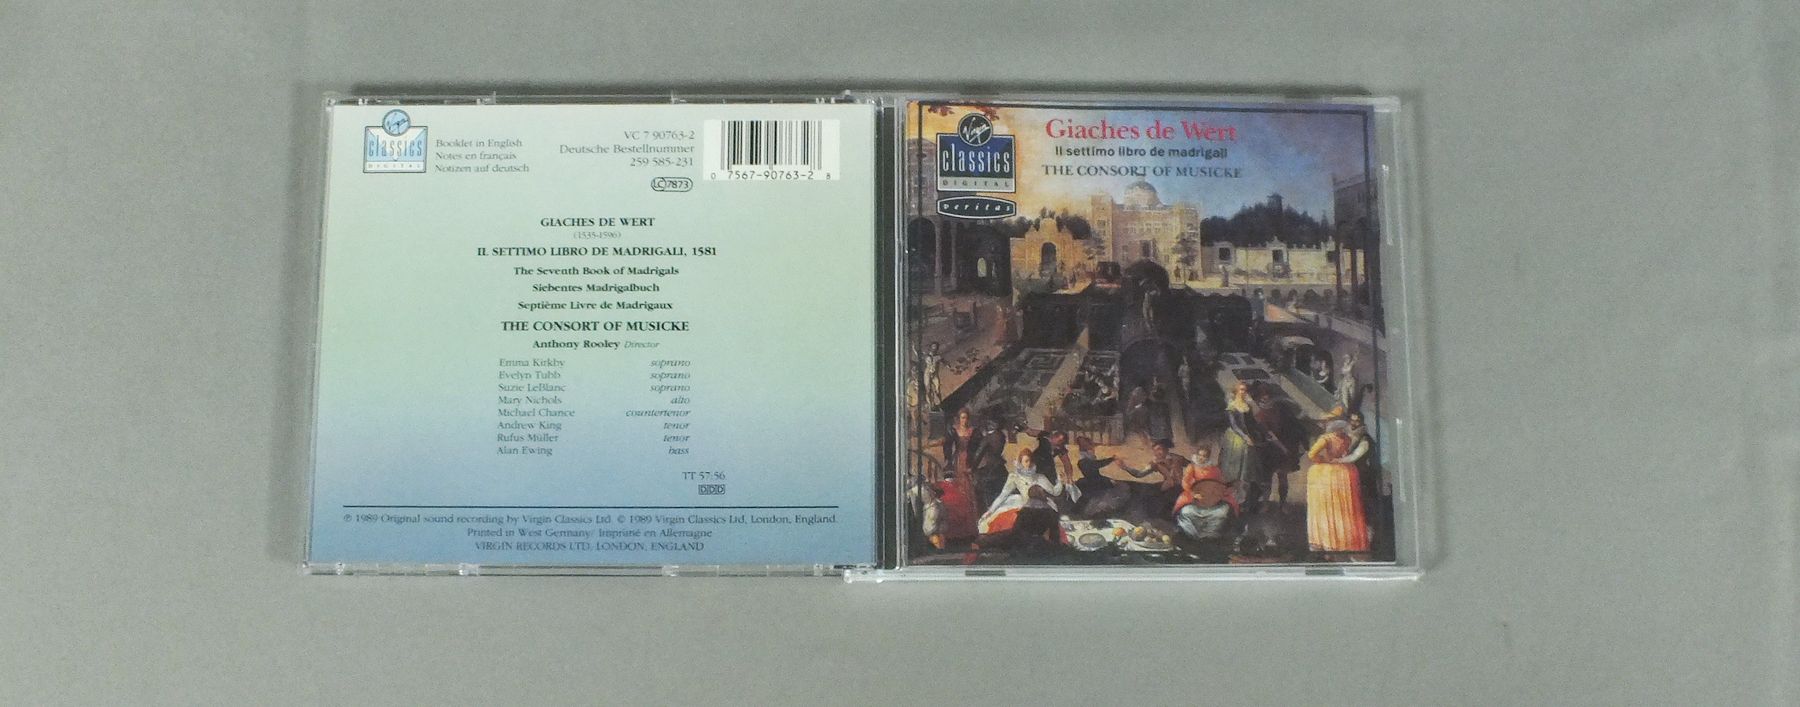 Virgin
classics
DIGITAL
Booklet in English
Notes en français
Notizen auf deutsch
VC 7 90763-2
Deutsche Bestellnummer
259 585-231
LC 7873
0 7567-90763-2 8
GIACHES DE WERT
(1535-1596)
IL SETTIMO LIBRO DE MADRIGALI, 1581
The Seventh Book of Madrigals
Siebentes Madrigalbuch
Septième Livre de Madrigaux
THE CONSORT OF MUSICKE
Anthony Rooley Director
Emma Kirkby soprano
Evelyn Tubb soprano
Suzie LeBlanc soprano
Mary Nichols alto
Michael Chance countertenor
Andrew King tenor
Rufus Müller tenor
Alan Ewing bass
TT 57:56
DDD
℗ 1989 Original sound recording by Virgin Classics Ltd. © 1989 Virgin Classics Ltd, London, England.
Printed in West Germany/ Imprimé en Allemagne
VIRGIN RECORDS LTD, LONDON, ENGLAND
Virgin
classics
DIGITAL
veritas
Giaches de Wert
Il settimo libro de madrigali
THE CONSORT OF MUSICKE